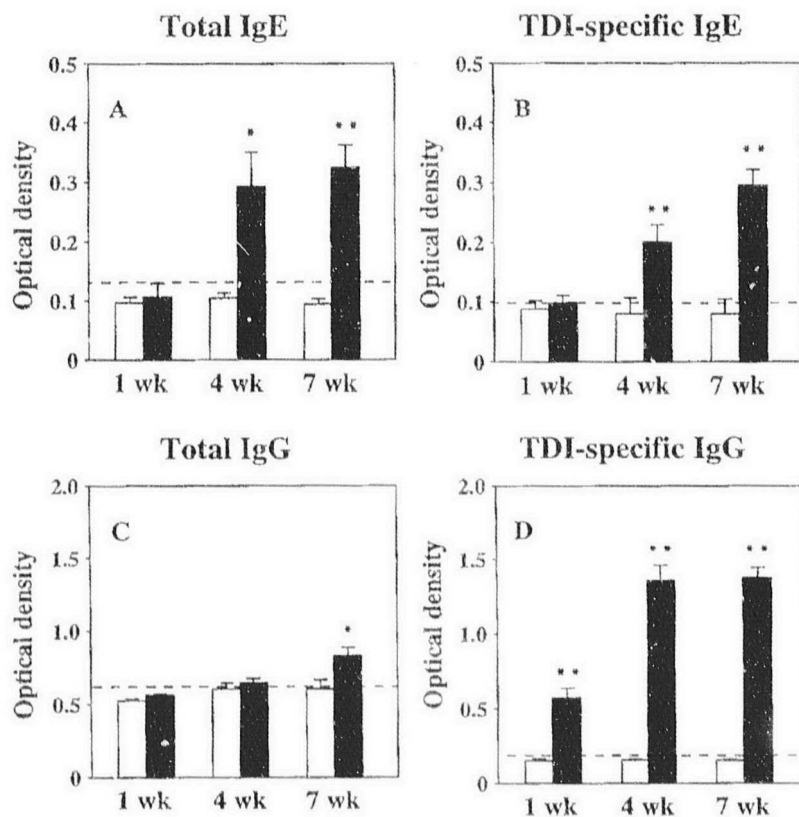 Total IgE
TDI-specific IgE
Optical density
0.5
0.4
0.3
0.2
0.1
0
A
*
**
1 wk 4 wk 7 wk
Optical density
0.5
0.4
0.3
0.2
0.1
0
B
**
**
1 wk 4 wk 7 wk
Total IgG
TDI-specific IgG
Optical density
2.0
1.5
1.0
0.5
0
C
*
1 wk 4 wk 7 wk
Optical density
2.0
1.5
1.0
0.5
0
D
**
**
**
1 wk 4 wk 7 wk